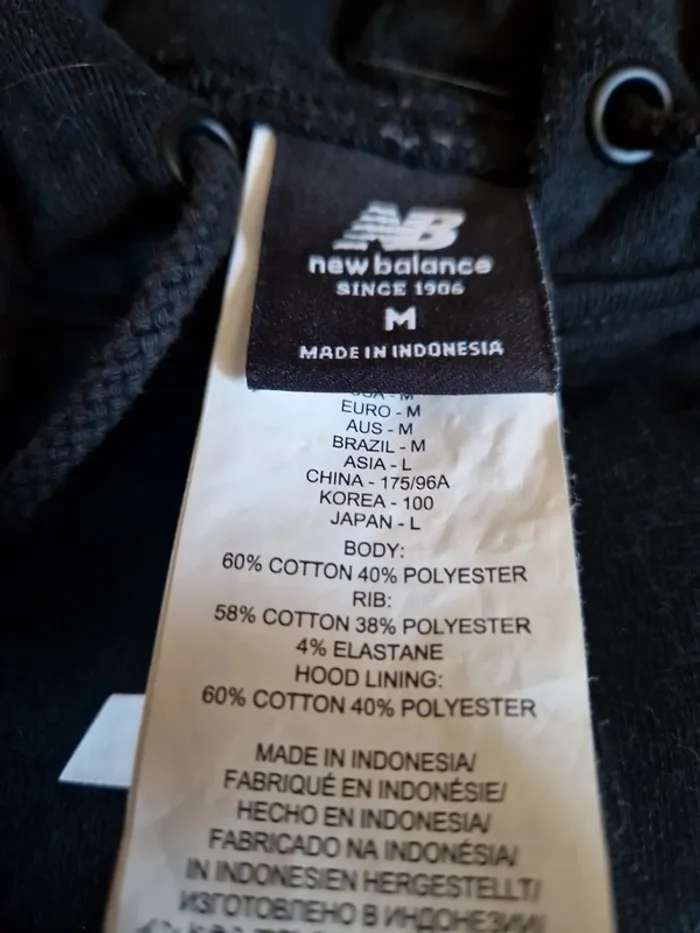 NB
new balance
SINCE 1906
M
MADE IN INDONESIA
USA - M
EURO - M
AUS - M
BRAZIL - M
ASIA - L
CHINA - 175/96A
KOREA - 100
JAPAN - L
BODY:
60% COTTON 40% POLYESTER
RIB:
58% COTTON 38% POLYESTER
4% ELASTANE
HOOD LINING:
60% COTTON 40% POLYESTER
MADE IN INDONESIA/
FABRIQUÉ EN INDONÉSIE/
HECHO EN INDONESIA/
FABRICADO NA INDONÉSIA/
IN INDONESIEN HERGESTELLT/
ИЗГОТОВЛЕНО В ИНДОНЕЗИИ/